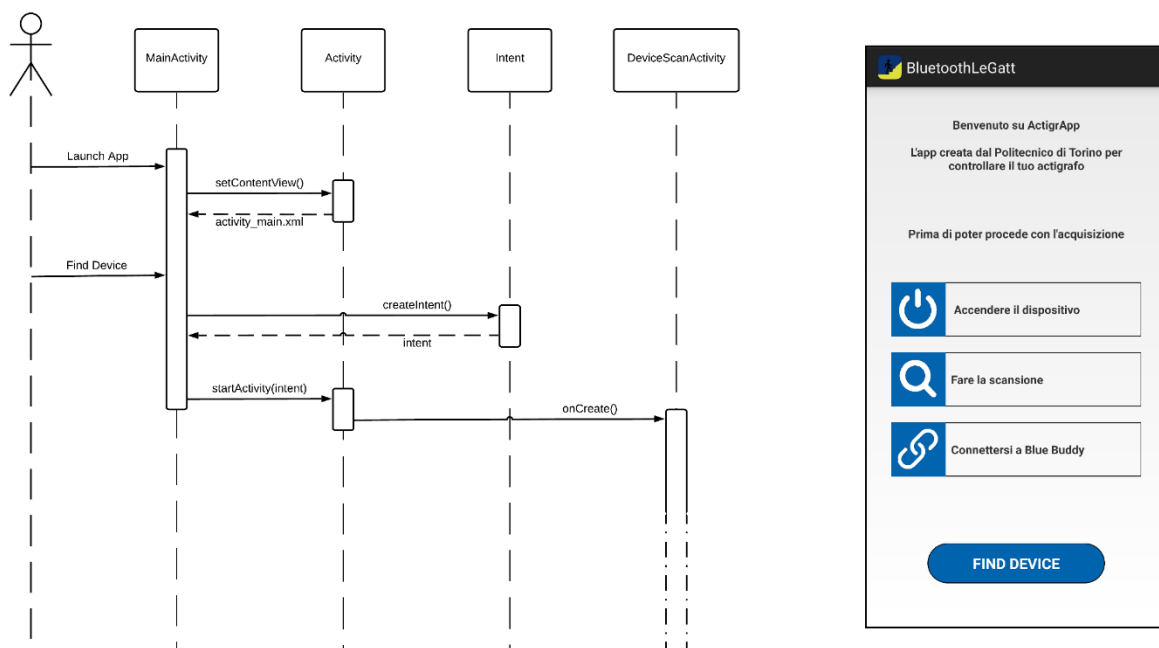 MainActivity
Activity
Intent
DeviceScanActivity
Launch App
setContentView()
activity_main.xml
Find Device
createIntent()
intent
startActivity(intent)
onCreate()
BluetoothLeGatt
Benvenuto su ActigrApp
L'app creata dal Politecnico di Torino per
controllare il tuo actigrafo
Prima di poter procede con l'acquisizione
Accendere il dispositivo
Fare la scansione
Connettersi a Blue Buddy
FIND DEVICE